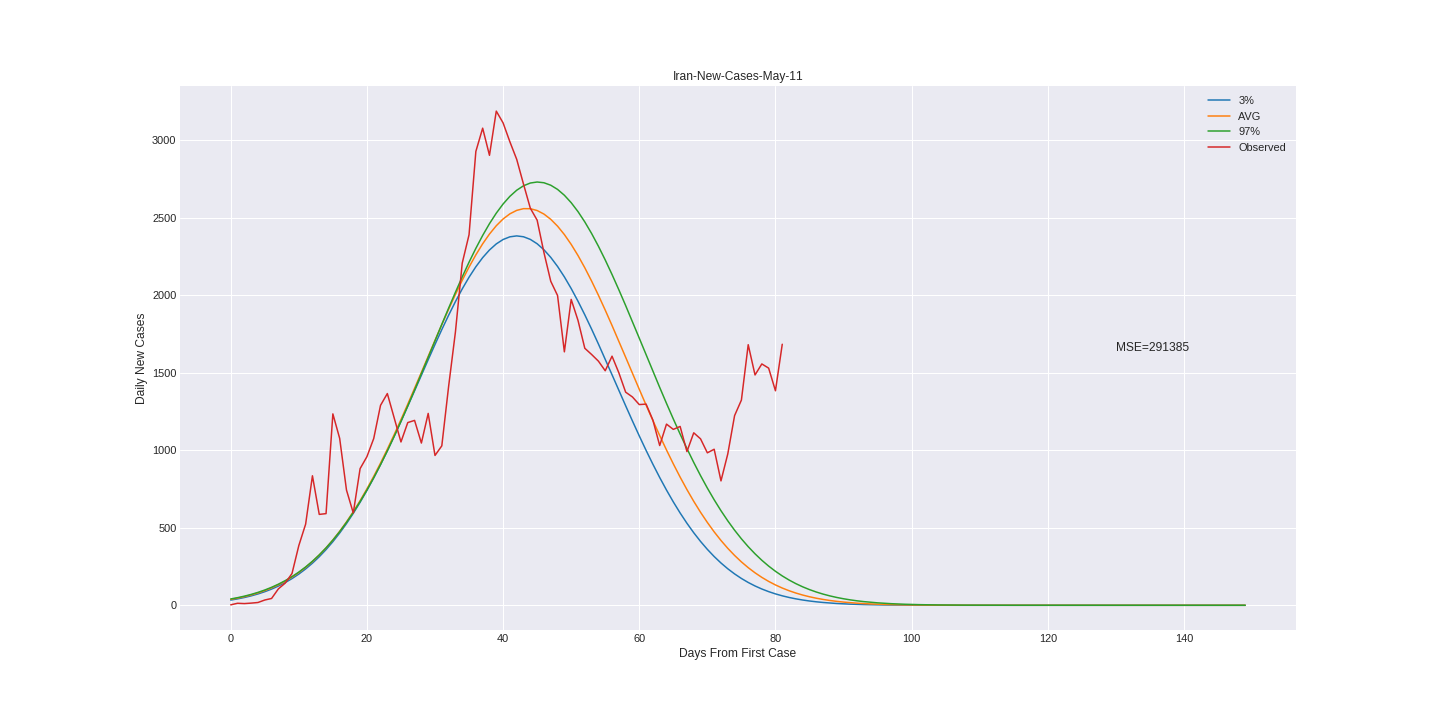 Iran-New-Cases-May-11
3%
AVG
97%
Observed
3000
2500
2000
1500
1000
500
0
Daily New Cases
MSE=291385
0 20 40 60 80 100 120 140
Days From First Case